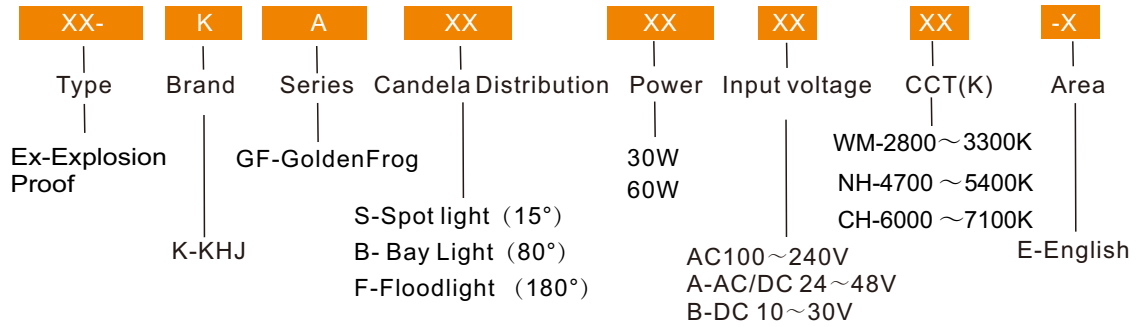 XX- K A XX XX XX XX -X
Type Brand Series Candela Distribution Power Input voltage CCT(K) Area
Ex-Explosion
Proof
K-KHJ
GF-GoldenFrog
S-Spot light（15°）
B- Bay Light（80°）
F-Floodlight （180°）
30W
60W
AC100～240V
A-AC/DC 24～48V
B-DC 10～30V
WM-2800～3300K
NH-4700 ～5400K
CH-6000 ～7100K
E-English